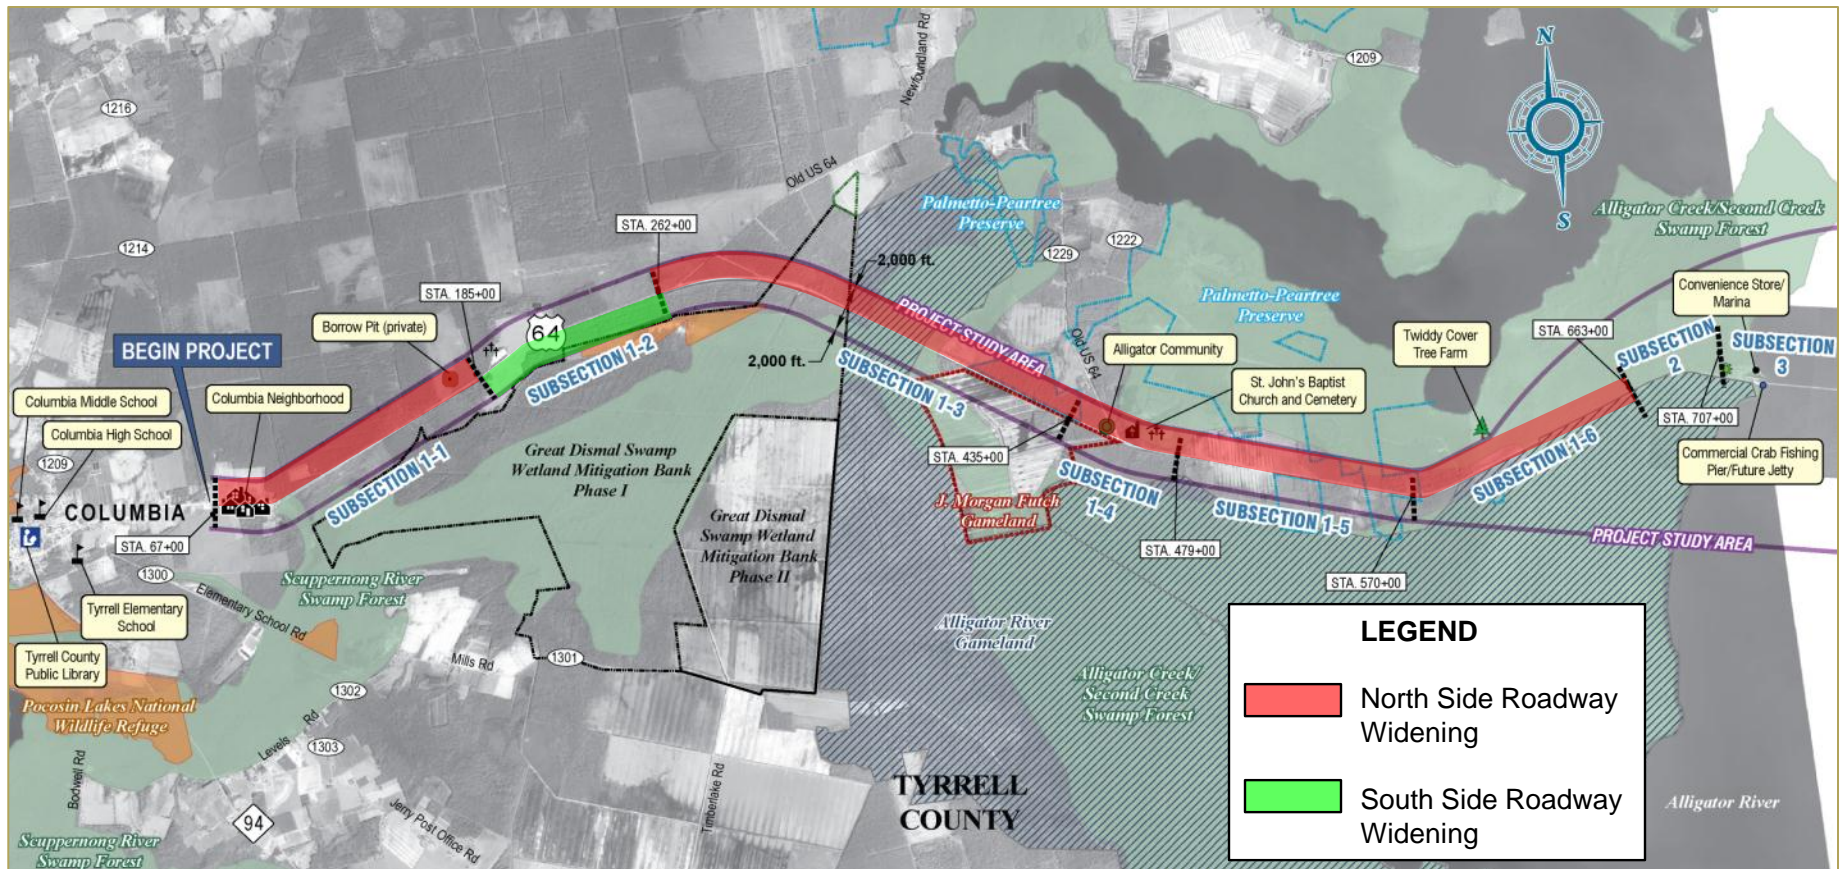 1216
1214
1209
Newfoundland Rd
1209
N
S
Old US 64
Palmetto-Peartree
Preserve
1229
1222
Alligator Creek/Second Creek
Swamp Forest
STA. 262+00
2,000 ft.
STA. 185+00
Borrow Pit (private)
64
BEGIN PROJECT
SUBSECTION 1-2
2,000 ft.
PROJECT STUDY AREA
Palmetto-Peartree
Preserve
Old US 64
Alligator Community
Twiddy Cover
Tree Farm
STA. 663+00
Convenience Store/
Marina
SUBSECTION
2
SUBSECTION
3
Columbia Middle School
Columbia High School
Columbia Neighborhood
SUBSECTION 1-3
St. John's Baptist
Church and Cemetery
STA. 707+00
SUBSECTION 1-1
Great Dismal Swamp
Wetland Mitigation Bank
Phase I
STA. 435+00
SUBSECTION 1-6
Commercial Crab Fishing
Pier/Future Jetty
COLUMBIA
STA. 67+00
Great Dismal
Swamp Wetland
Mitigation Bank
Phase II
J. Morgan Futch
Gameland
SUBSECTION
1-4
SUBSECTION 1-5
STA. 479+00
PROJECT STUDY AREA
STA. 570+00
1300
Elementary School Rd
Scuppernong River
Swamp Forest
Tyrrell Elementary
School
Tyrrell County
Public Library
Mills Rd
1301
Alligator River
Gameland
Alligator Creek/
Second Creek
Swamp Forest
Pocosin Lakes National
Wildlife Refuge
1302
1303
Levels Rd
Bodwell Rd
94
Jerry Post Office Rd
Timberlake Rd
Scuppernong River
Swamp Forest
TYRRELL
COUNTY
Alligator River
LEGEND
North Side Roadway
Widening
South Side Roadway
Widening